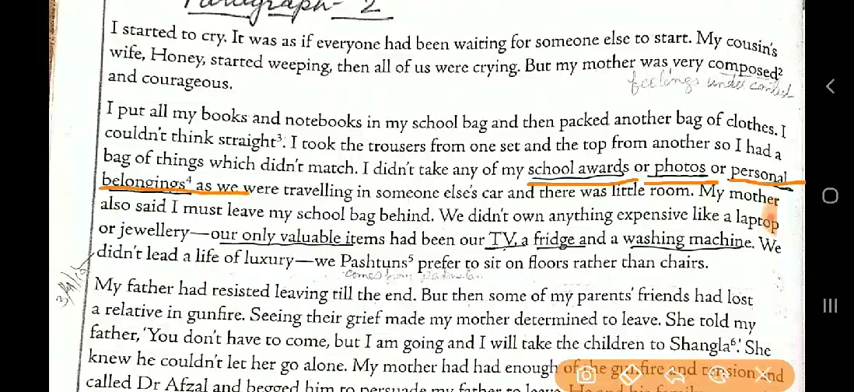 Paragraph - 2
I started to cry. It was as if everyone had been waiting for someone else to start. My cousin's
wife, Honey, started weeping, then all of us were crying. But my mother was very composed²
feelings under control
and courageous.
I put all my books and notebooks in my school bag and then packed another bag of clothes. I
couldn't think straight³. I took the trousers from one set and the top from another so I had a
bag of things which didn't match. I didn't take any of my school awards or photos or personal
belongings⁴ as we were travelling in someone else's car and there was little room. My mother
also said I must leave my school bag behind. We didn't own anything expensive like a laptop
or jewellery—our only valuable items had been our TV, a fridge and a washing machine. We
didn't lead a life of luxury—we Pashtuns⁵ prefer to sit on floors rather than chairs.
comes from
My father had resisted leaving till the end. But then some of my parents' friends had lost
a relative in gunfire. Seeing their grief made my mother determined to leave. She told my
father, 'You don't have to come, but I am going and I will take the children to Shangla⁶.' She
knew he couldn't let her go alone. My mother had had enough of the gunfire and tension and
called Dr Afzal and begged him to persuade my father to leave. He and his family